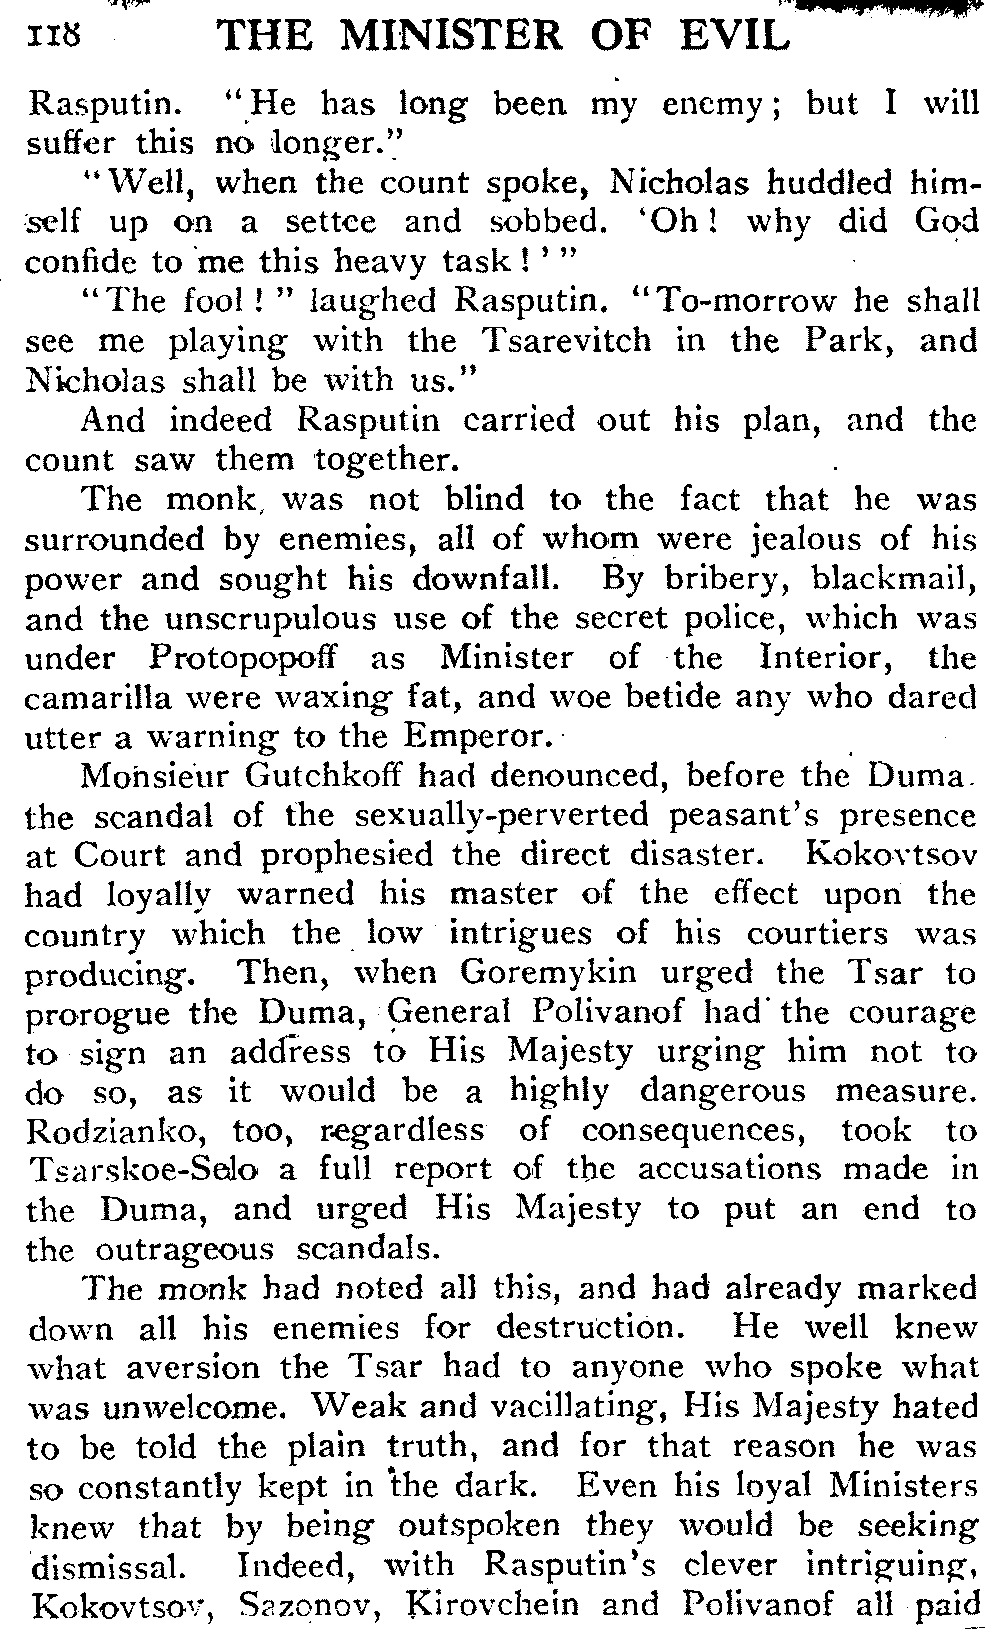 118 THE MINISTER OF EVIL
Rasputin. "He has long been my enemy; but I will
suffer this no longer."
"Well, when the count spoke, Nicholas huddled him-
self up on a settee and sobbed. 'Oh! why did God
confide to me this heavy task!'"
"The fool!" laughed Rasputin. "To-morrow he shall
see me playing with the Tsarevitch in the Park, and
Nicholas shall be with us."
And indeed Rasputin carried out his plan, and the
count saw them together.
The monk, was not blind to the fact that he was
surrounded by enemies, all of whom were jealous of his
power and sought his downfall. By bribery, blackmail,
and the unscrupulous use of the secret police, which was
under Protopopoff as Minister of the Interior, the
camarilla were waxing fat, and woe betide any who dared
utter a warning to the Emperor.
Monsieur Gutchkoff had denounced, before the Duma.
the scandal of the sexually-perverted peasant's presence
at Court and prophesied the direct disaster. Kokovtsov
had loyally warned his master of the effect upon the
country which the low intrigues of his courtiers was
producing. Then, when Goremykin urged the Tsar to
prorogue the Duma, General Polivanof had the courage
to sign an address to His Majesty urging him not to
do so, as it would be a highly dangerous measure.
Rodzianko, too, regardless of consequences, took to
Tsarskoe-Selo a full report of the accusations made in
the Duma, and urged His Majesty to put an end to
the outrageous scandals.
The monk had noted all this, and had already marked
down all his enemies for destruction. He well knew
what aversion the Tsar had to anyone who spoke what
was unwelcome. Weak and vacillating, His Majesty hated
to be told the plain truth, and for that reason he was
so constantly kept in the dark. Even his loyal Ministers
knew that by being outspoken they would be seeking
dismissal. Indeed, with Rasputin's clever intriguing,
Kokovtsov, Sazonov, Kirovchein and Polivanof all paid